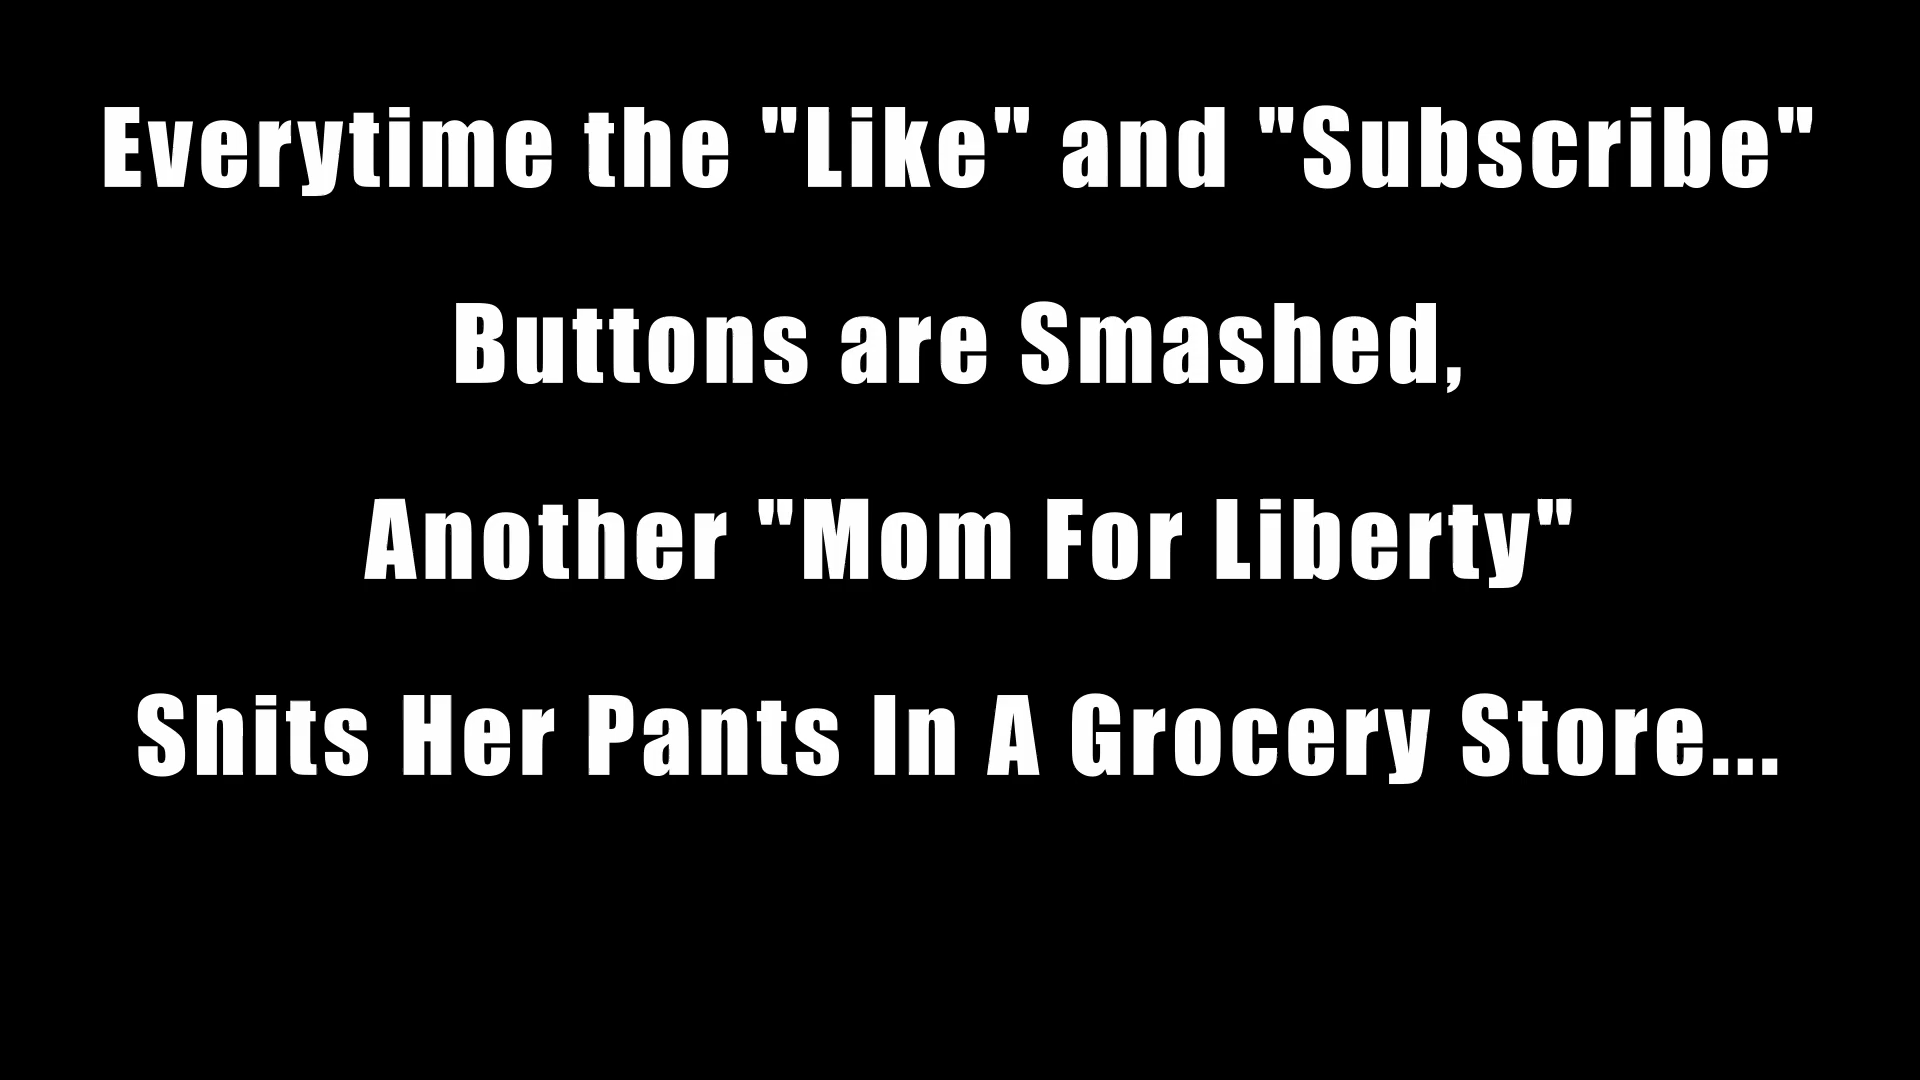 Everytime the "Like" and "Subscribe"
Buttons are Smashed,
Another "Mom For Liberty"
Shits Her Pants In A Grocery Store...